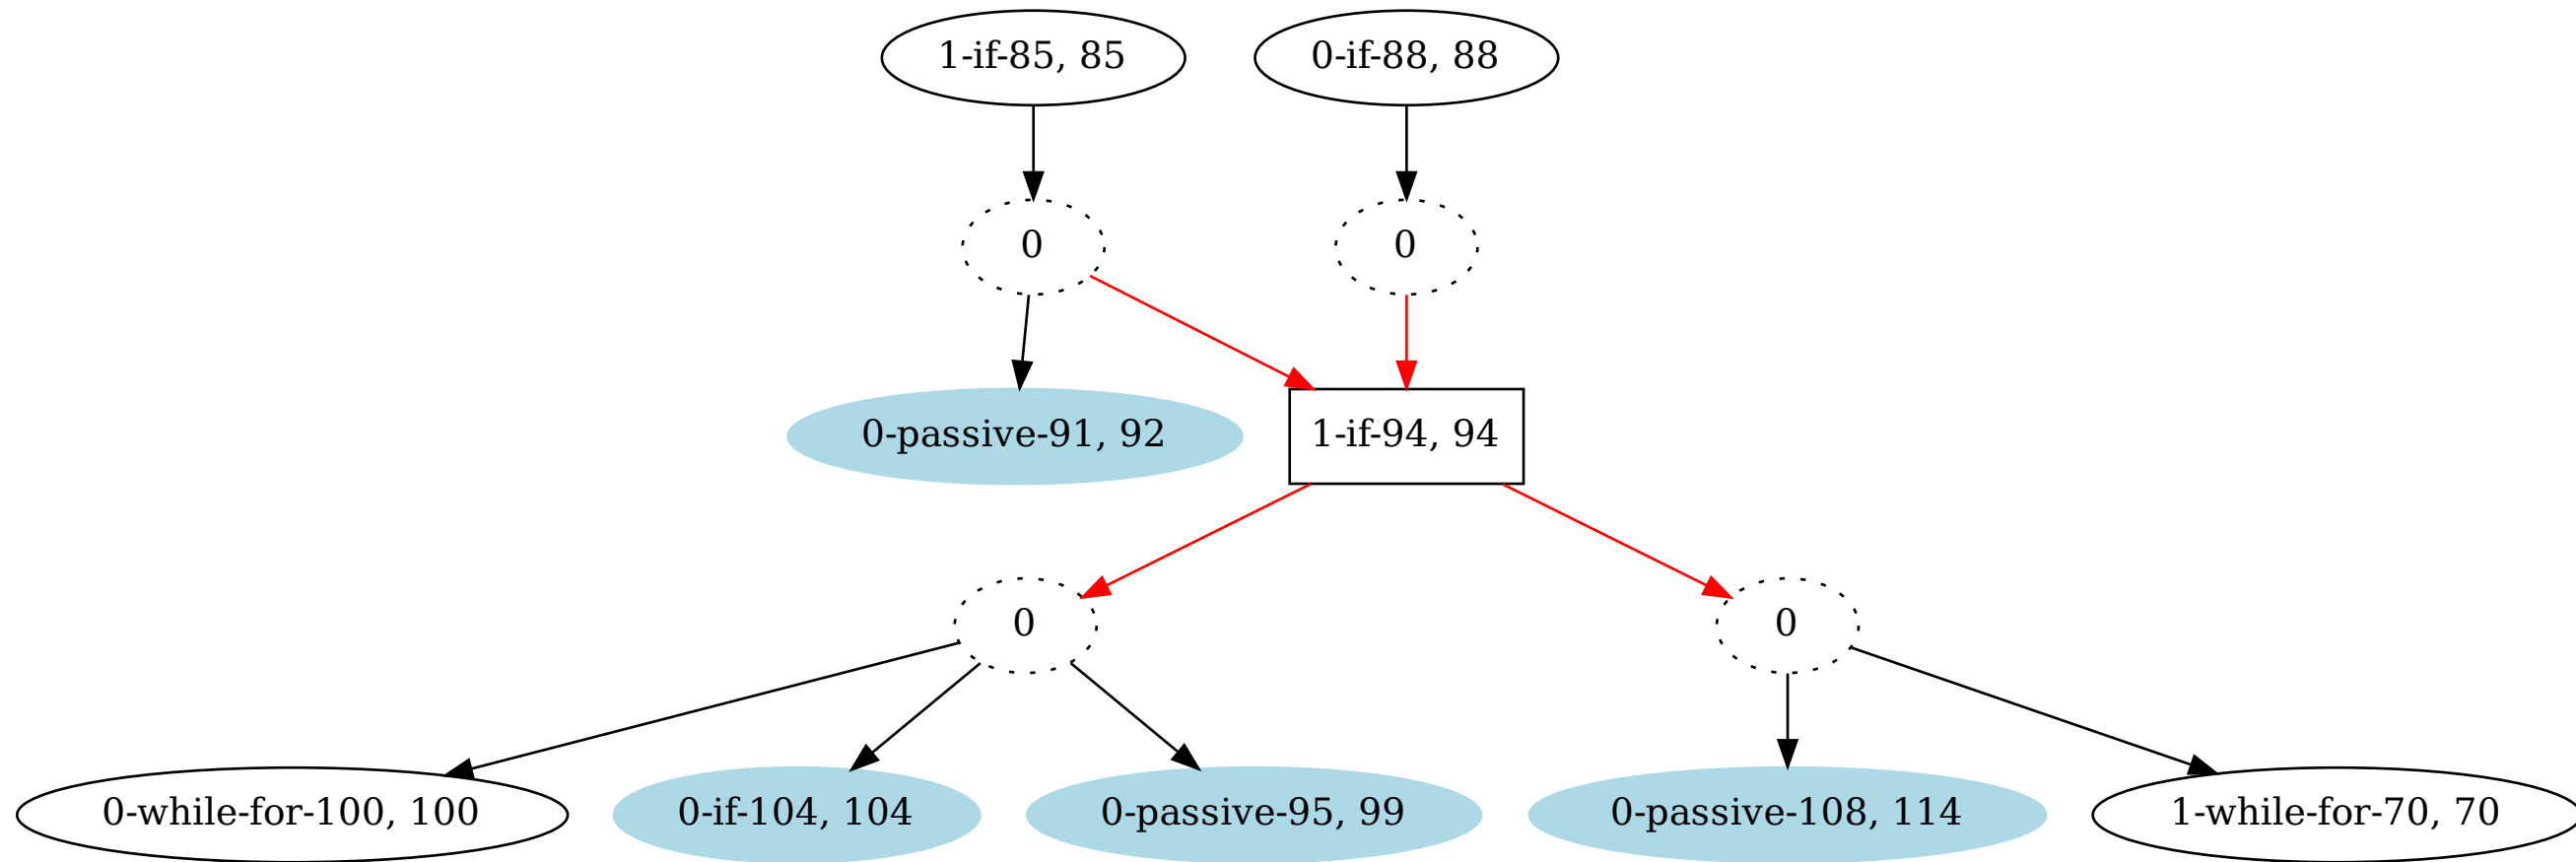 1-if-85, 85
0-if-88, 88
0
0
0-passive-91, 92
1-if-94, 94
0
0
0-while-for-100, 100
0-if-104, 104
0-passive-95, 99
0-passive-108, 114
1-while-for-70, 70